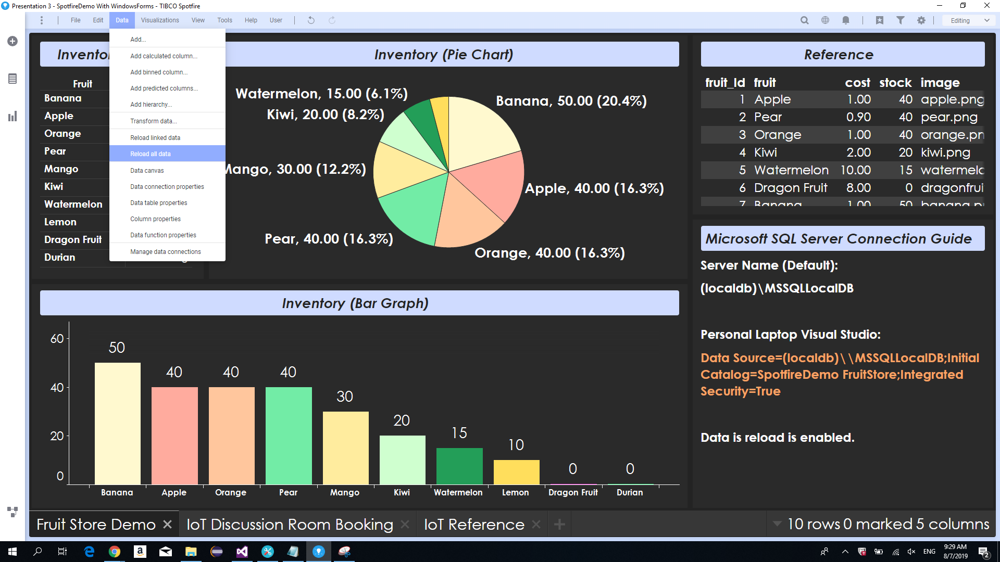 Presentation 3 - SpotfireDemo With WindowsForms - TIBCO Spotfire
File Edit Data Visualizations View Tools Help User
Editing
Add...
Add calculated column...
Add binned column...
Add predicted columns...
Add hierarchy...
Transform data...
Reload linked data
Reload all data
Data canvas
Data connection properties
Data table properties
Column properties
Data function properties
Manage data connections
Fruit
Banana
Apple
Orange
Pear
Mango
Kiwi
Watermelon
Lemon
Dragon Fruit
Durian
Inventory (Pie Chart)
Watermelon, 15.00 (6.1%)
Kiwi, 20.00 (8.2%)
Mango, 30.00 (12.2%)
Pear, 40.00 (16.3%)
Banana, 50.00 (20.4%)
Apple, 40.00 (16.3%)
Orange, 40.00 (16.3%)
Reference
fruit_Id fruit cost stock image
1 Apple 1.00 40 apple.png
2 Pear 0.90 40 pear.png
3 Orange 1.00 40 orange.pn
4 Kiwi 2.00 20 kiwi.png
5 Watermelon 10.00 15 watermelc
6 Dragon Fruit 8.00 0 dragonfrui
7 Banana 1.00 50 banana.p
Microsoft SQL Server Connection Guide
Server Name (Default):
(localdb)\MSSQLLocalDB
Personal Laptop Visual Studio:
Data Source=(localdb)\\MSSQLLocalDB;Initial
Catalog=SpotfireDemo FruitStore;Integrated
Security=True
Data is reload is enabled.
Inventory (Bar Graph)
60
40
20
0
50
40
40
40
30
20
15
10
0
0
Banana Apple Orange Pear Mango Kiwi Watermelon Lemon Dragon Fruit Durian
Fruit Store Demo IoT Discussion Room Booking IoT Reference
10 rows 0 marked 5 columns
ENG
9:29 AM
8/7/2019
2